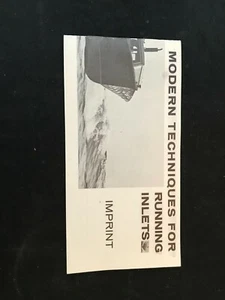 MODERN TECHNIQUES FOR
RUNNING
INLETS
IMPRINT